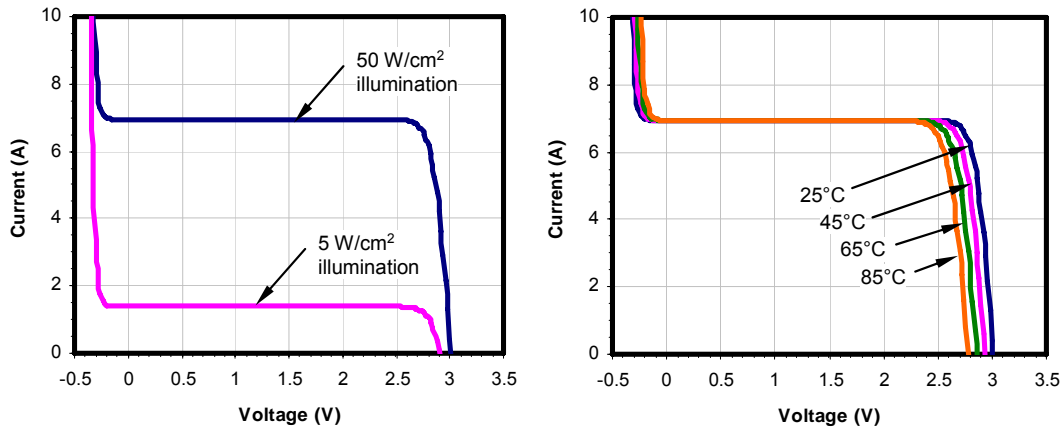 10
8
6
4
2
0
Current (A)
50 W/cm²
illumination
5 W/cm²
illumination
-0.5 0 0.5 1 1.5 2 2.5 3 3.5
Voltage (V)
10
8
6
4
2
0
Current (A)
25°C
45°C
65°C
85°C
-0.5 0 0.5 1 1.5 2 2.5 3 3.5
Voltage (V)